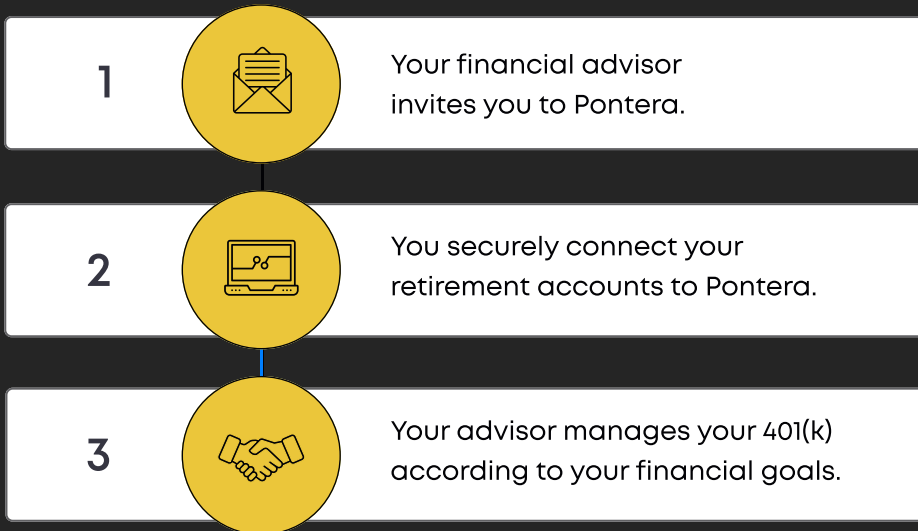 1
Your financial advisor
invites you to Pontera.
2
You securely connect your
retirement accounts to Pontera.
3
Your advisor manages your 401(k)
according to your financial goals.